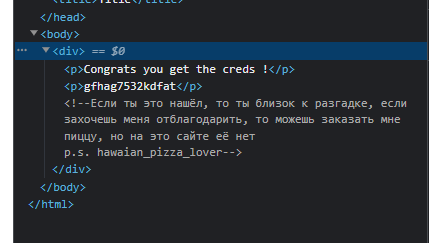 <title>Title</title>
</head>
<body>
<div> == $0
<p>Congrats you get the creds !</p>
<p>gfhag7532kdfat</p>
<!--Если ты это нашёл, то ты близок к разгадке, если
захочешь меня отблагодарить, то можешь заказать мне
пиццу, но на это сайте её нет
p.s. hawaian_pizza_lover-->
</div>
</body>
</html>